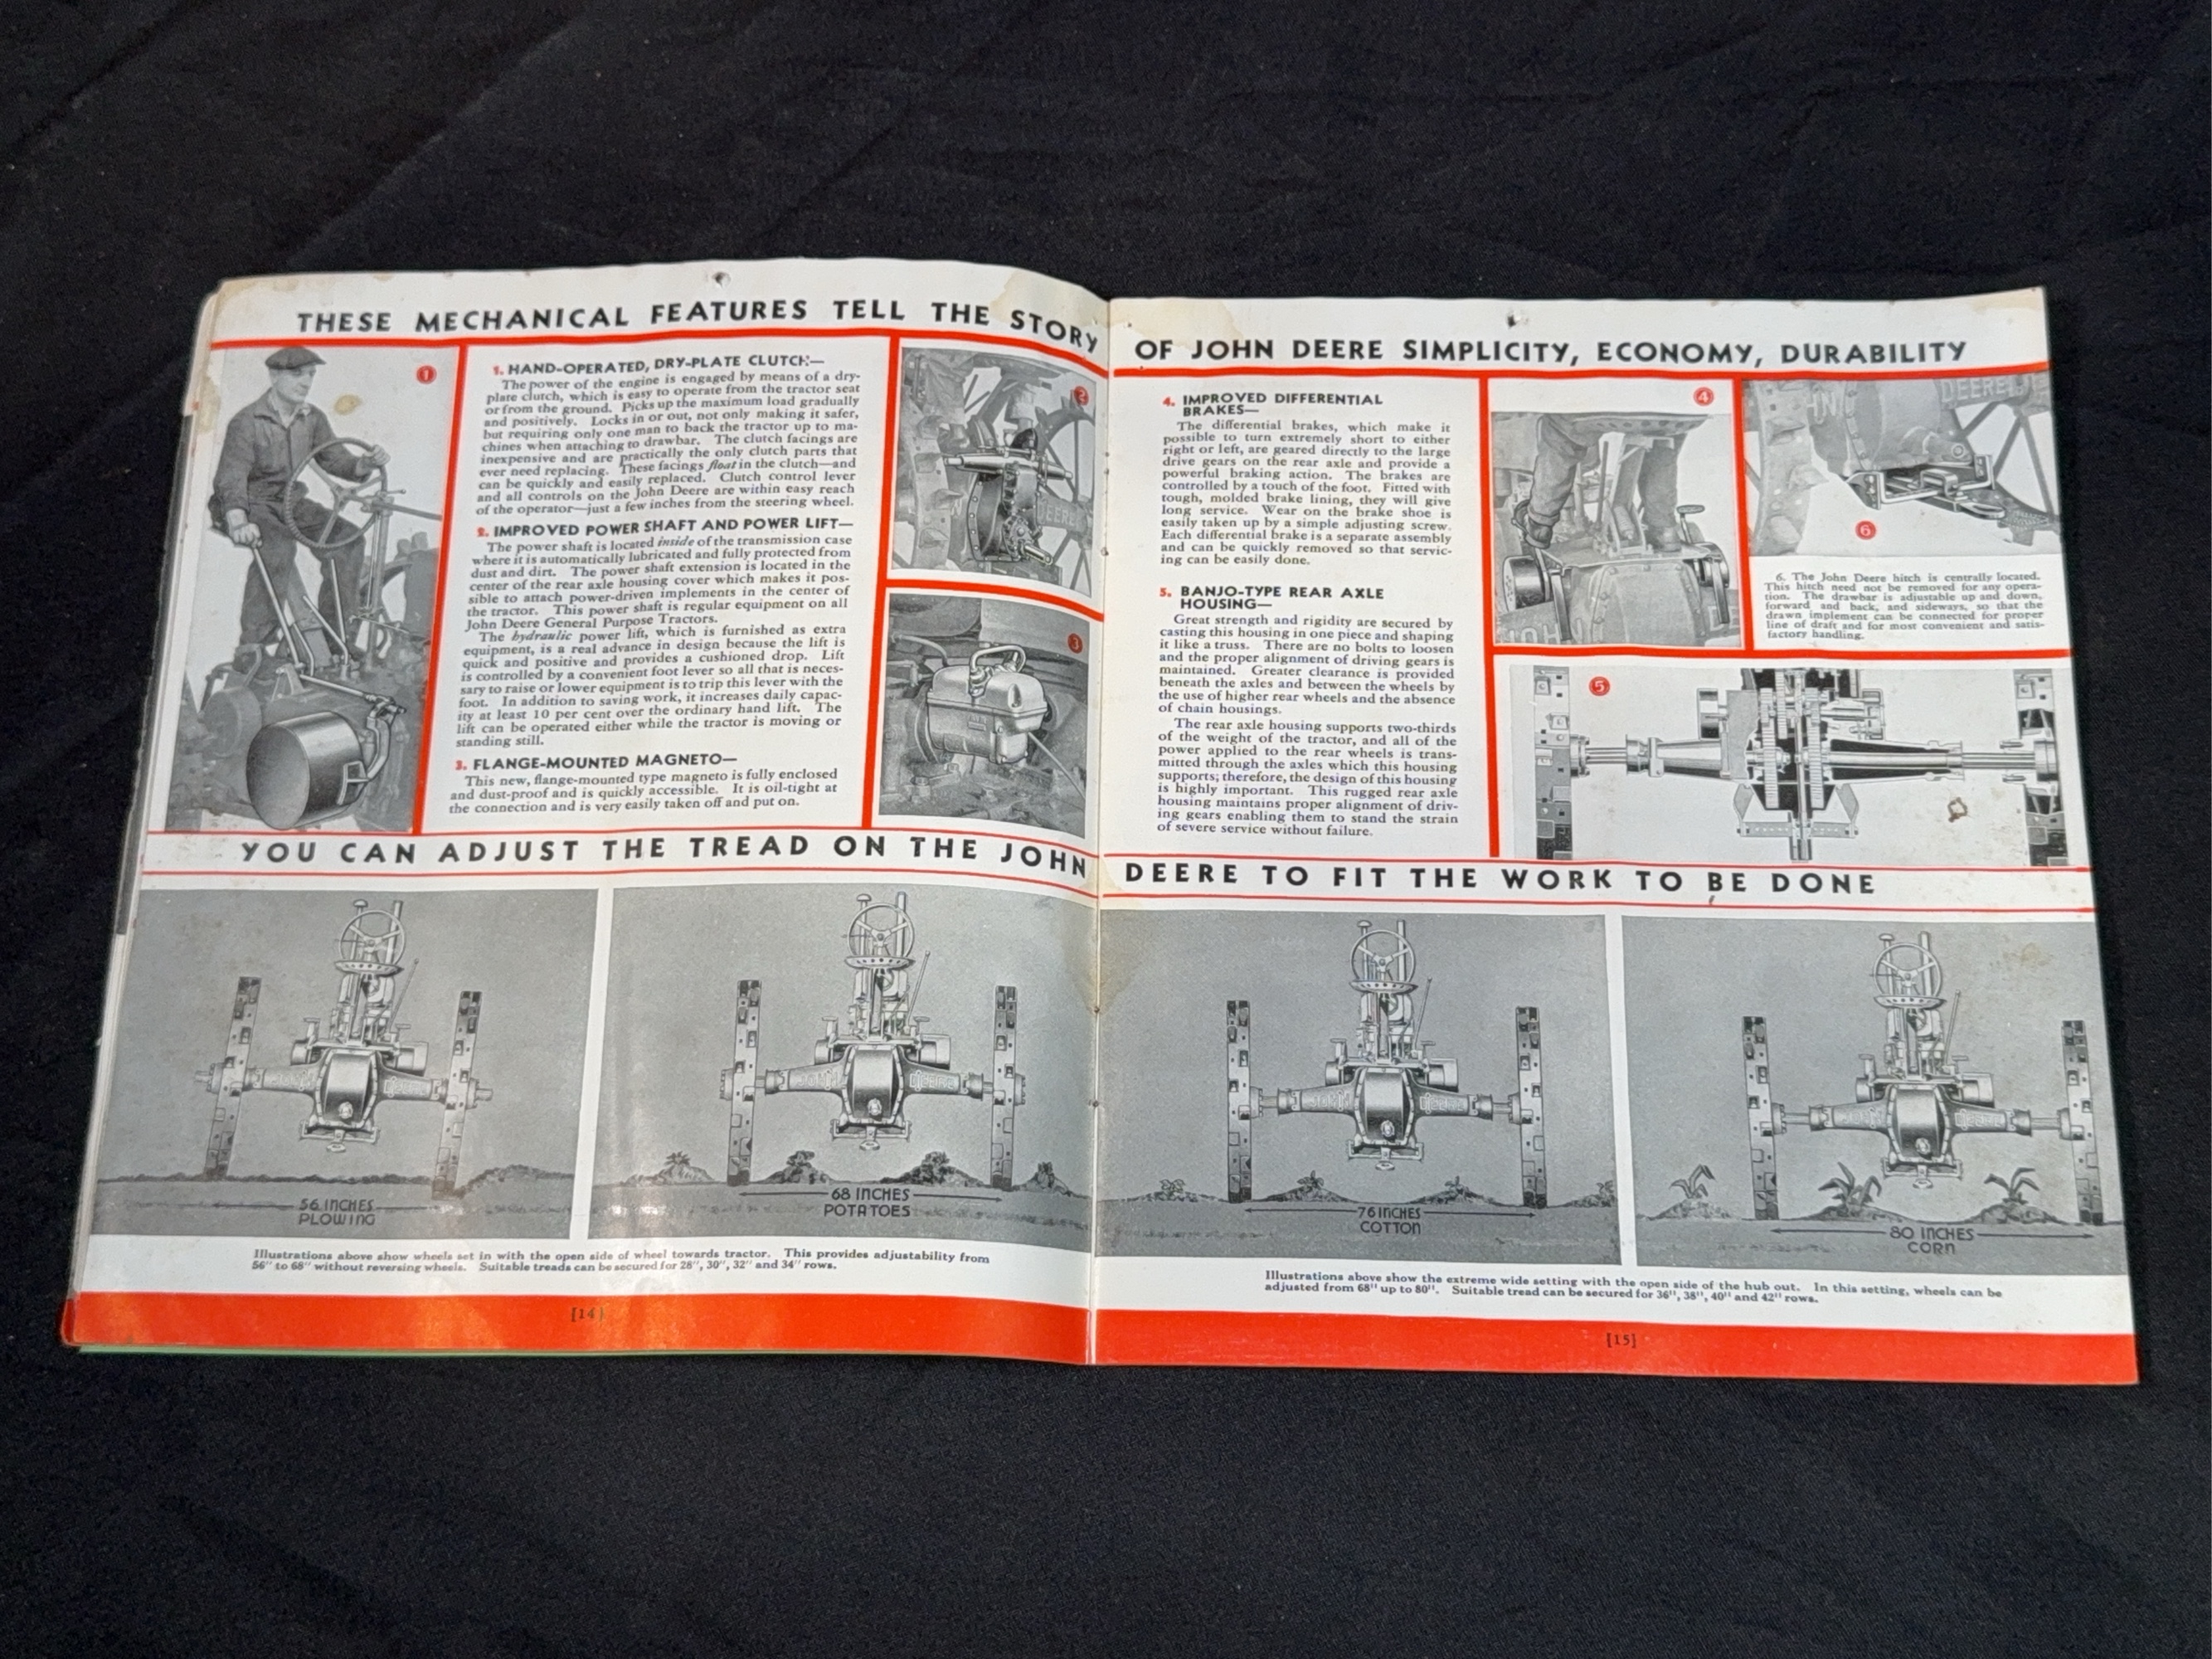 THESE MECHANICAL FEATURES TELL THE STORY
1
1. HAND-OPERATED, DRY-PLATE CLUTCH—
The power of the engine is engaged by means of a dry-
plate clutch, which is easy to operate from the tractor seat
or from the ground. Picks up the maximum load gradually
and positively. Locks in or out, not only making it safer,
but requiring only one man to back the tractor up to ma-
chines when attaching to drawbar. The clutch facings are
inexpensive and are practically the only clutch parts that
ever need replacing. These facings float in the clutch—and
can be quickly and easily replaced. Clutch control lever
and all controls on the John Deere are within easy reach
of the operator—just a few inches from the steering wheel.
2. IMPROVED POWER SHAFT AND POWER LIFT—
The power shaft is located inside of the transmission case
where it is automatically lubricated and fully protected from
dust and dirt. The power shaft extension is located in the
center of the rear axle housing cover which makes it pos-
sible to attach power-driven implements in the center of
the tractor. This power shaft is regular equipment on all
John Deere General Purpose Tractors.
The hydraulic power lift, which is furnished as extra
equipment, is a real advance in design because the lift is
quick and positive and provides a cushioned drop. Lift
is controlled by a convenient foot lever so all that is neces-
sary to raise or lower equipment is to trip this lever with the
foot. In addition to saving work, it increases daily capac-
ity at least 10 per cent over the ordinary hand lift. The
lift can be operated either while the tractor is moving or
standing still.
3. FLANGE-MOUNTED MAGNETO—
This new, flange-mounted type magneto is fully enclosed
and dust-proof and is quickly accessible. It is oil-tight at
the connection and is very easily taken off and put on.
2
DEERE
3
YOU CAN ADJUST THE TREAD ON THE JOHN
56 INCHES
PLOWING
68 INCHES
POTATOES
Illustrations above show wheels set in with the open side of wheel towards tractor. This provides adjustability from
56" to 68" without reversing wheels. Suitable treads can be secured for 28", 30", 32" and 34" rows.
[14]
OF JOHN DEERE SIMPLICITY, ECONOMY, DURABILITY
4. IMPROVED DIFFERENTIAL
BRAKES—
The differential brakes, which make it
possible to turn extremely short to either
right or left, are geared directly to the large
drive gears on the rear axle and provide a
powerful braking action. The brakes are
controlled by a touch of the foot. Fitted with
tough, molded brake lining, they will give
long service. Wear on the brake shoe is
easily taken up by a simple adjusting screw.
Each differential brake is a separate assembly
and can be quickly removed so that servic-
ing can be easily done.
5. BANJO-TYPE REAR AXLE
HOUSING—
Great strength and rigidity are secured by
casting this housing in one piece and shaping
it like a truss. There are no bolts to loosen
and the proper alignment of driving gears is
maintained. Greater clearance is provided
beneath the axles and between the wheels by
the use of higher rear wheels and the absence
of chain housings.
The rear axle housing supports two-thirds
of the weight of the tractor, and all of the
power applied to the rear wheels is trans-
mitted through the axles which this housing
supports; therefore, the design of this housing
is highly important. This rugged rear axle
housing maintains proper alignment of driv-
ing gears enabling them to stand the strain
of severe service without failure.
4
6
DEERE
6. The John Deere hitch is centrally located.
This hitch need not be removed for any opera-
tion. The drawbar is adjustable up and down,
forward and back, and sideways, so that the
drawn implement can be connected for proper
line of draft and for most convenient and satis-
factory handling.
5
DEERE TO FIT THE WORK TO BE DONE
76 INCHES
COTTON
80 INCHES
CORN
Illustrations above show the extreme wide setting with the open side of the hub out. In this setting, wheels can be
adjusted from 68" up to 80". Suitable tread can be secured for 36", 38", 40" and 42" rows.
[15]